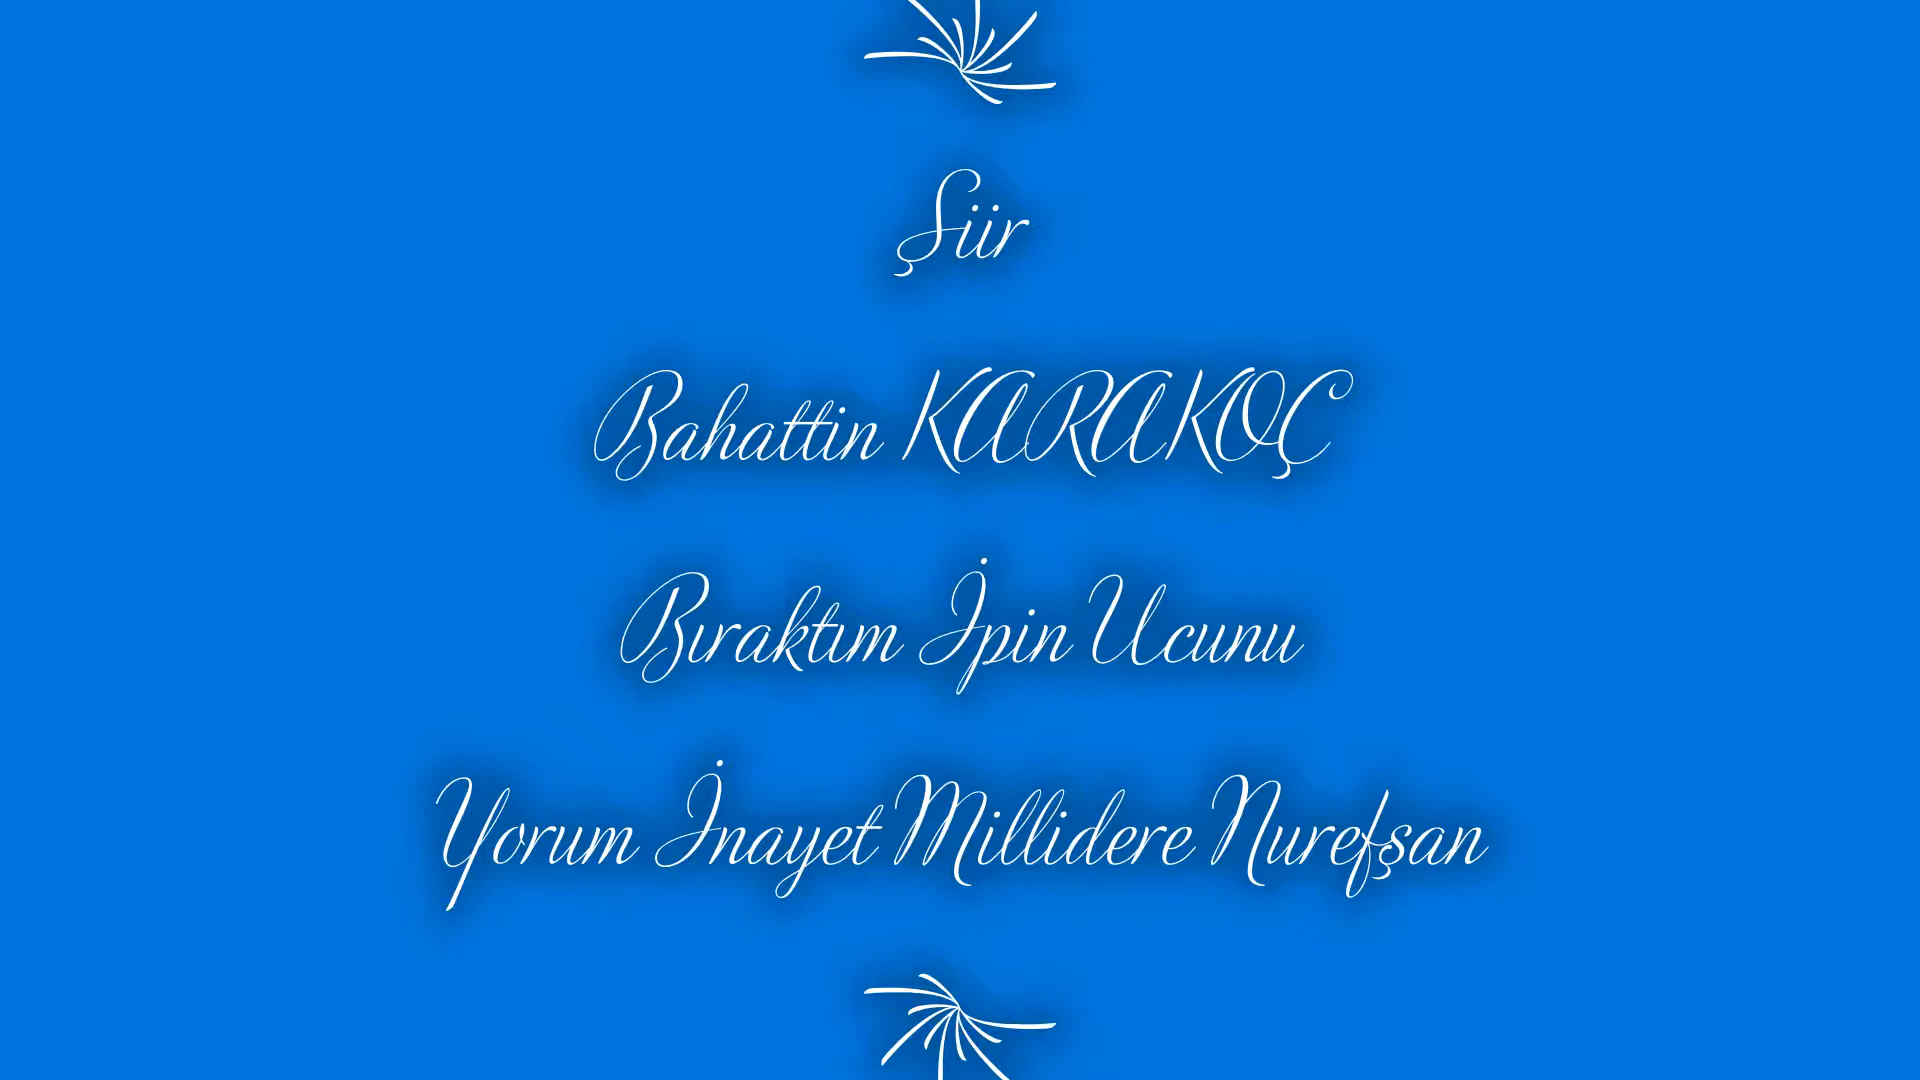 Şiir
Bahattin KARAKOÇ
Bıraktım İpin Ucunu
Yorum İnayet Millidere Nurefşan